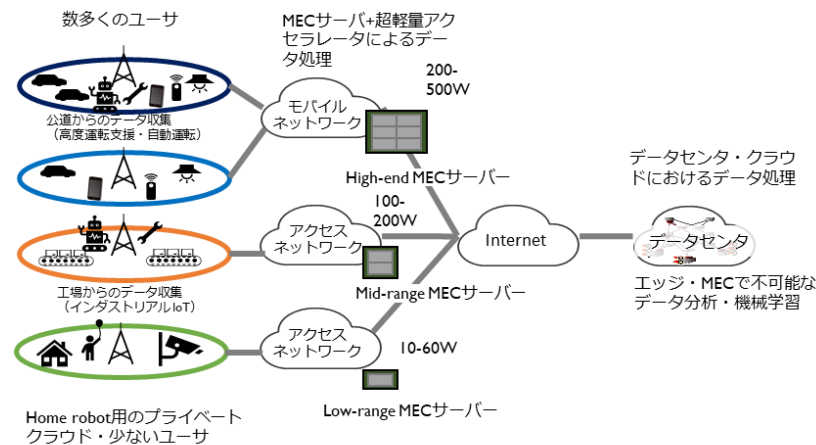 数多くのユーザ
MECサーバ+超軽量アク
セラレータによるデー
タ処理
200-
500W
モバイル
ネットワーク
公道からのデータ収集
（高度運転支援・自動運転）
High-end MECサーバー
データセンタ・クラウ
ドにおけるデータ処理
100-
200W
アクセス
ネットワーク
Internet
データセンタ
Mid-range MECサーバー
エッジ・MECで不可能な
データ分析・機械学習
工場からのデータ収集
（インダストリアルIoT）
アクセス
ネットワーク
10-60W
Low-range MECサーバー
Home robot用のプライベート
クラウド・少ないユーザ